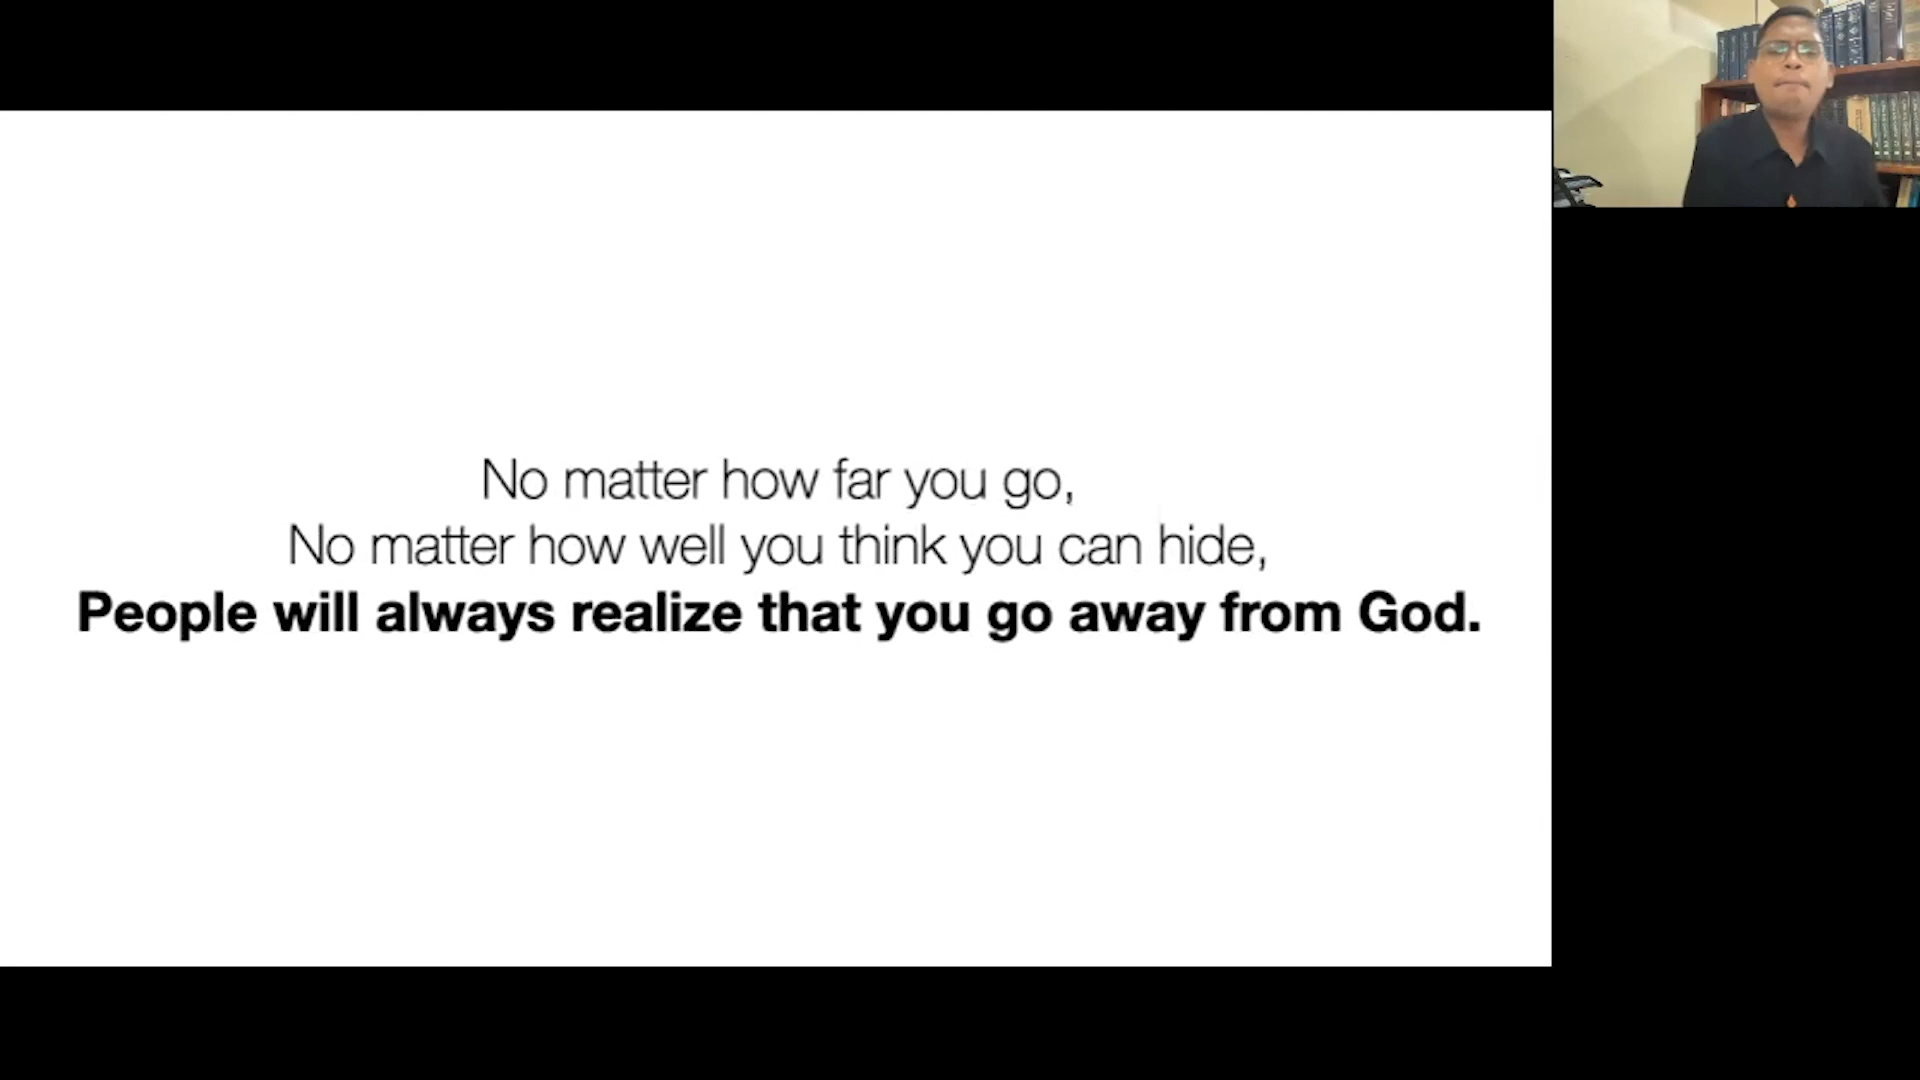 No matter how far you go,
No matter how well you think you can hide,
People will always realize that you go away from God.